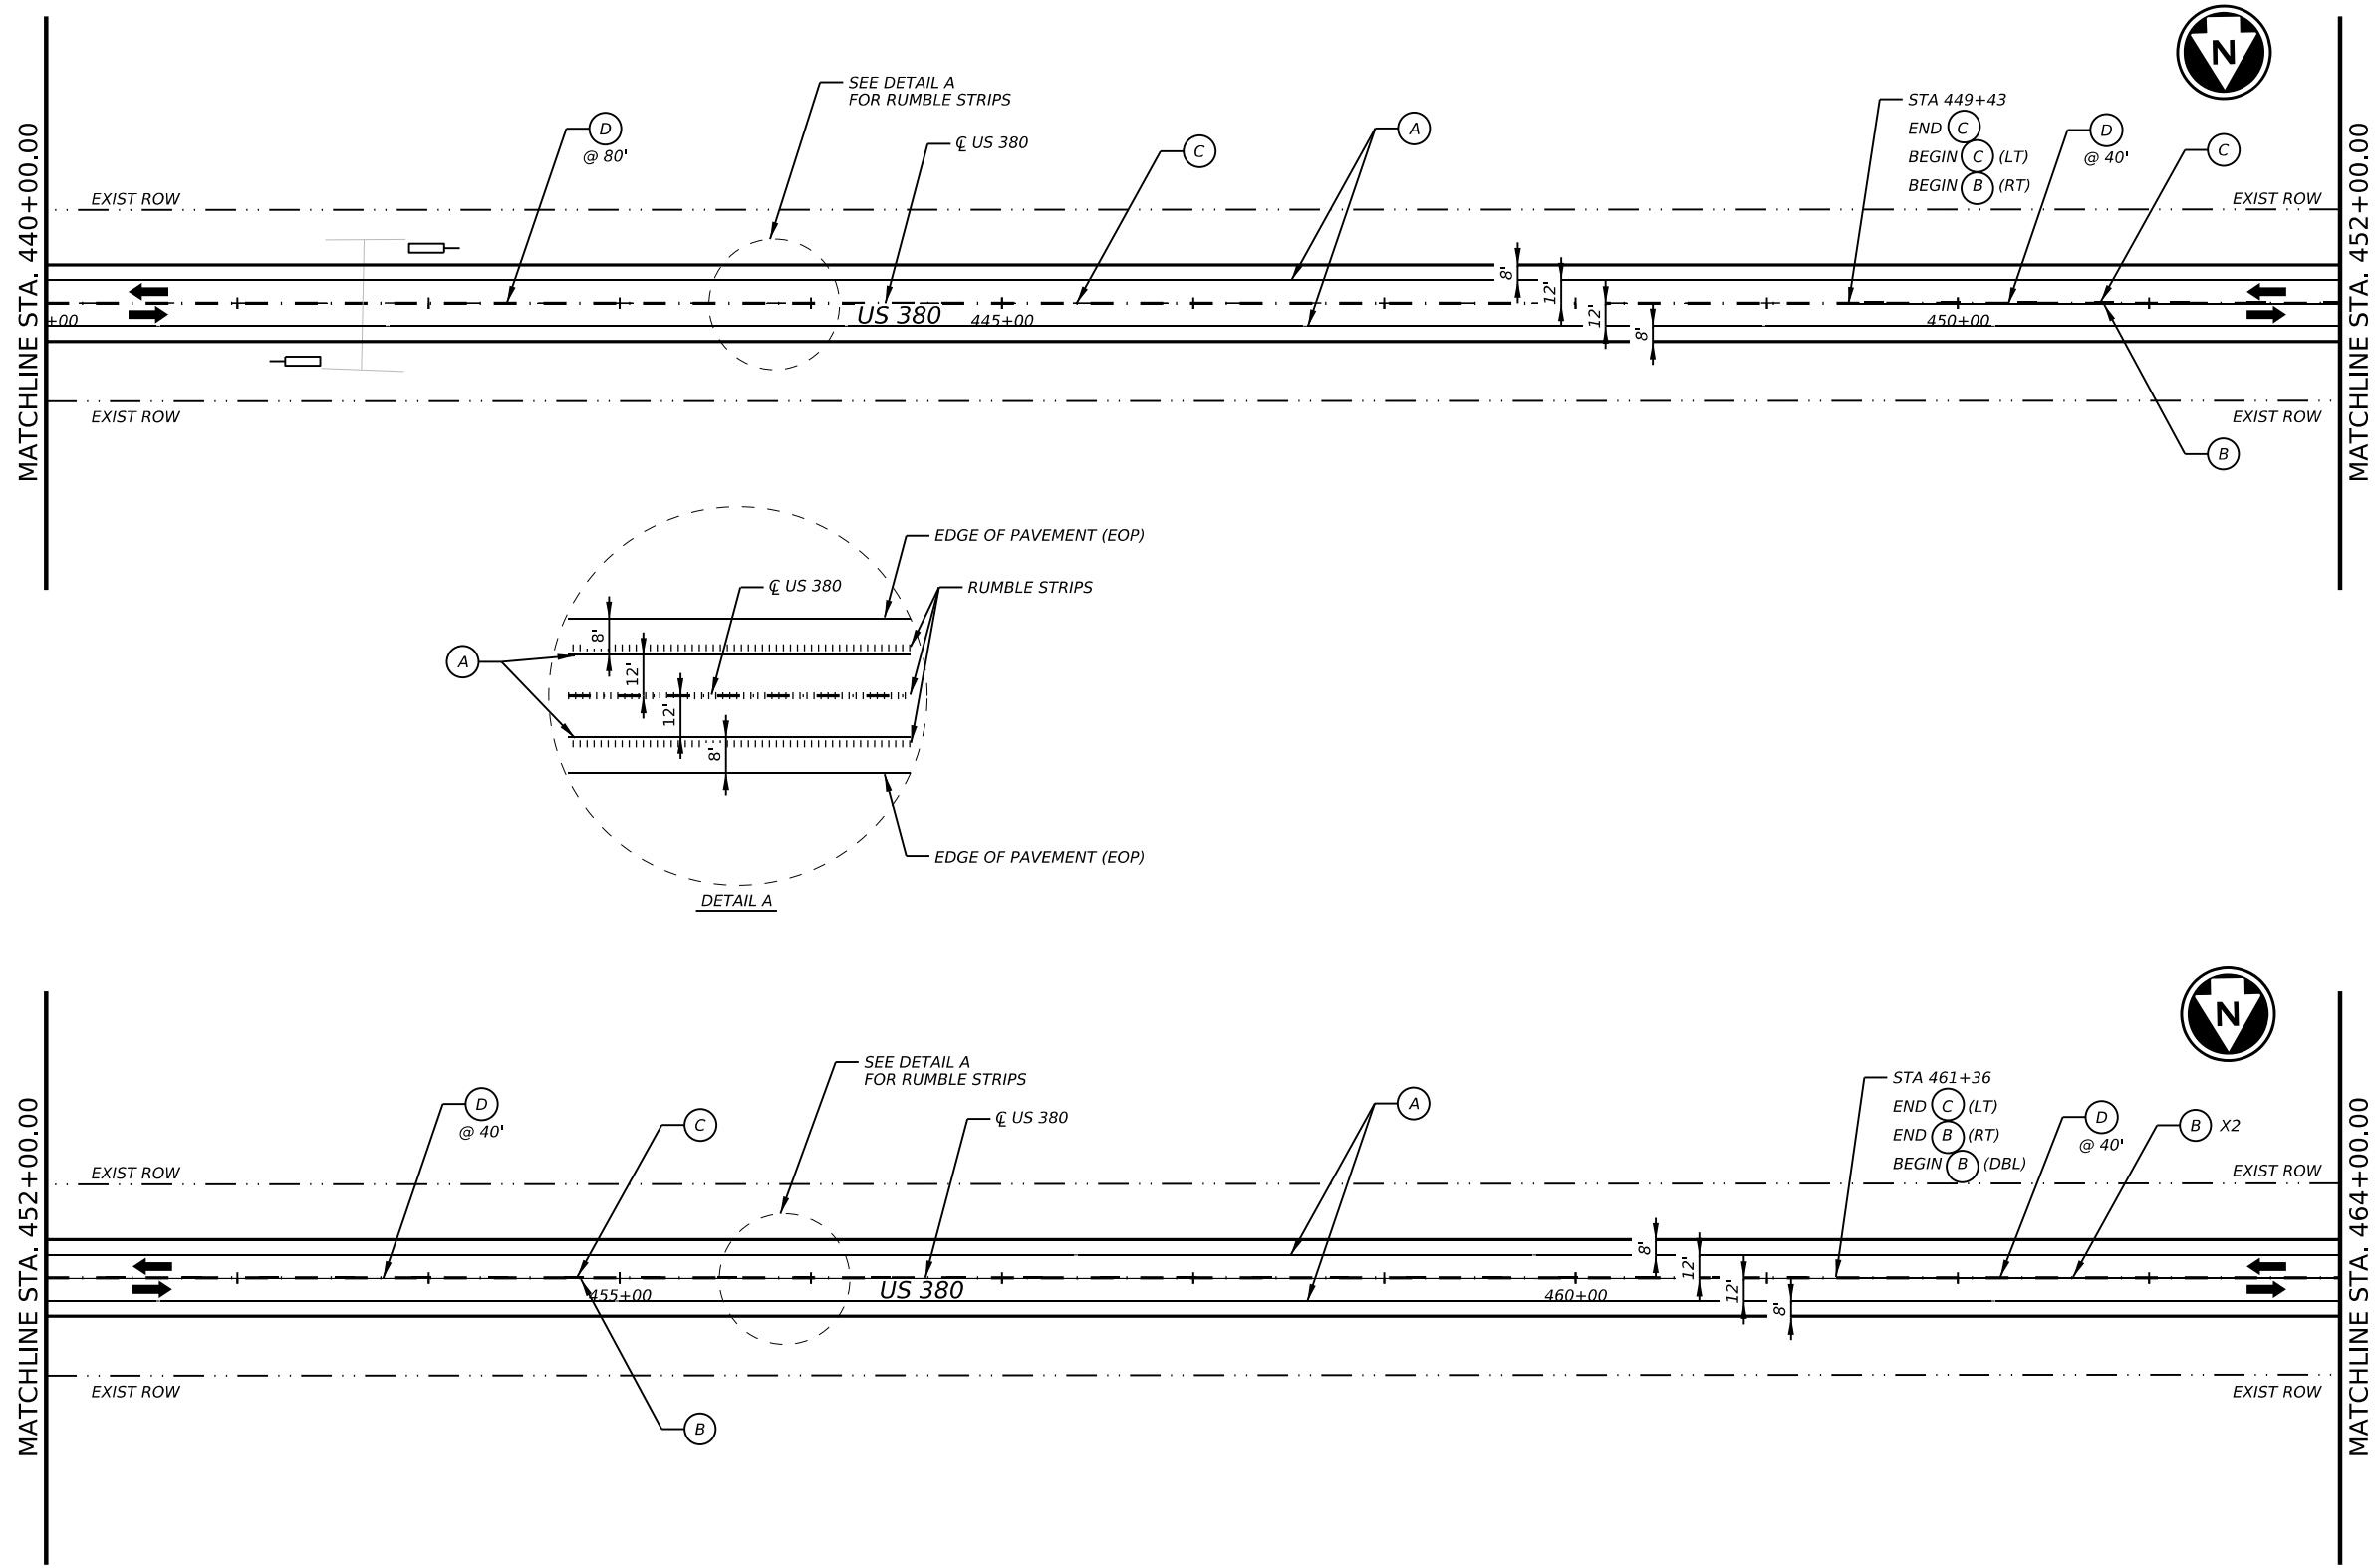 MATCHLINE STA. 440+00.00
SEE DETAIL A
FOR RUMBLE STRIPS
D
@ 80'
℄ US 380
C
A
STA 449+43
END C
BEGIN C (LT)
BEGIN B (RT)
D
@ 40'
C
N
EXIST ROW
EXIST ROW
8'
12'
12'
8'
+00
US 380
445+00
450+00
EXIST ROW
EXIST ROW
B
MATCHLINE STA. 452+00.00
EDGE OF PAVEMENT (EOP)
℄ US 380
RUMBLE STRIPS
A
8'
12'
12'
8'
EDGE OF PAVEMENT (EOP)
DETAIL A
MATCHLINE STA. 452+00.00
N
SEE DETAIL A
FOR RUMBLE STRIPS
D
@ 40'
C
℄ US 380
A
STA 461+36
END C (LT)
END B (RT)
BEGIN B (DBL)
D
@ 40'
B X2
EXIST ROW
EXIST ROW
8'
12'
12'
8'
455+00
US 380
460+00
EXIST ROW
EXIST ROW
B
MATCHLINE STA. 464+00.00